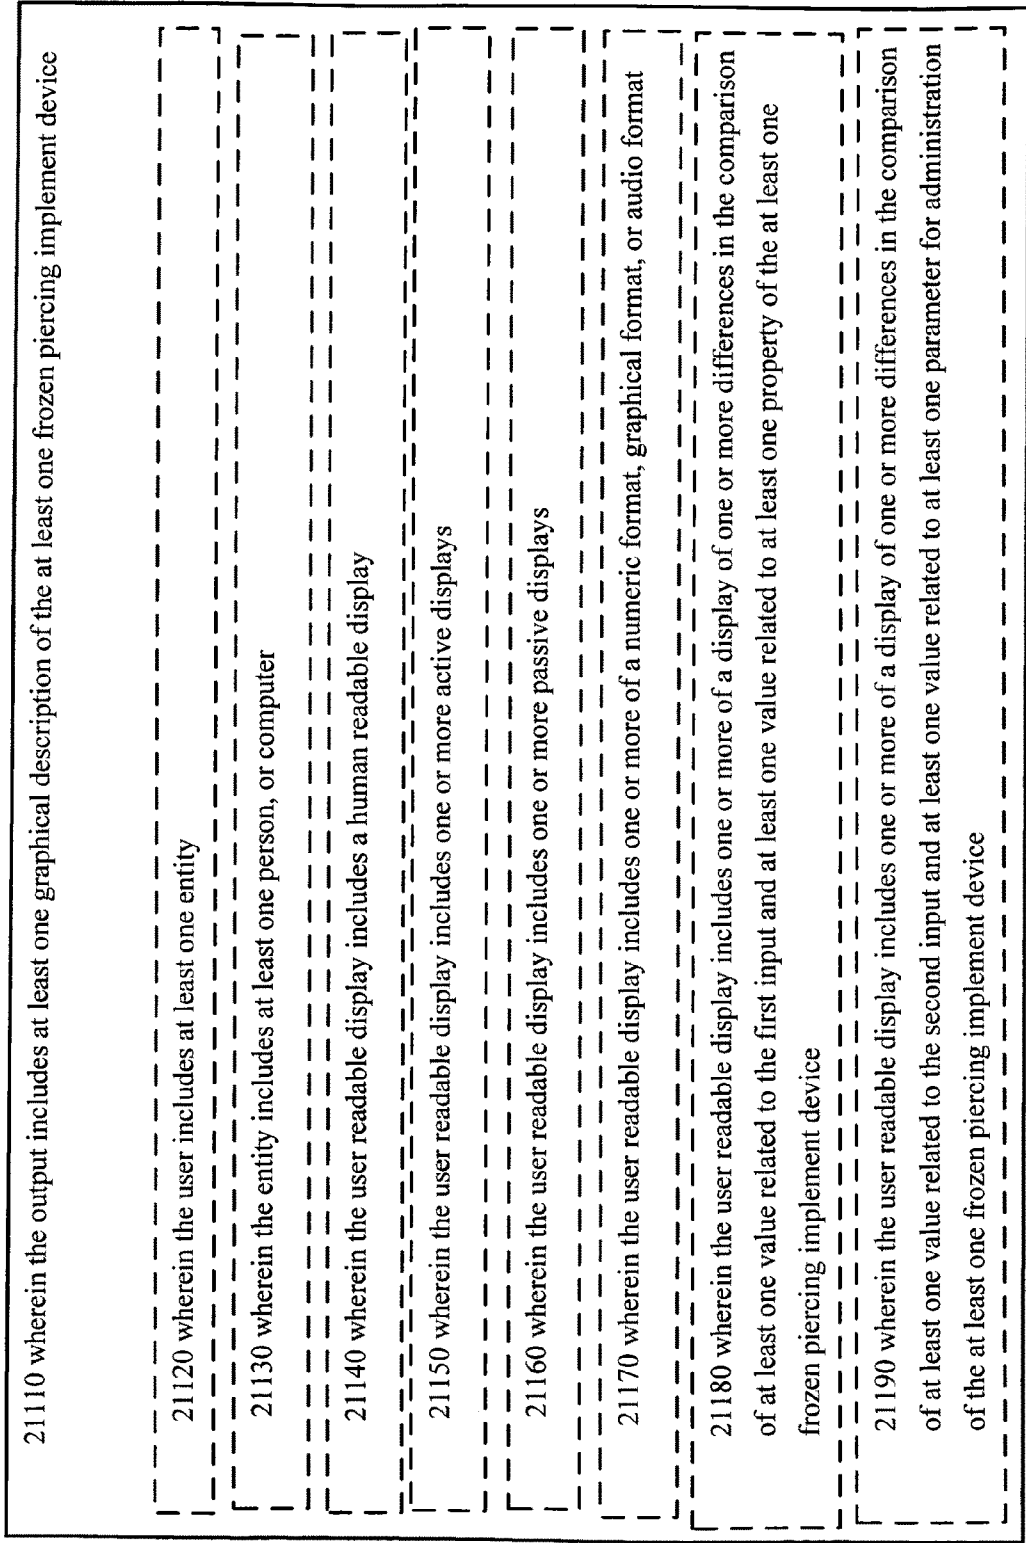 21110 wherein the output includes at least one graphical description of the at least one frozen piercing implement device
21120 wherein the user includes at least one entity
21130 wherein the entity includes at least one person, or computer
21140 wherein the user readable display includes a human readable display
21150 wherein the user readable display includes one or more active displays
21160 wherein the user readable display includes one or more passive displays
21170 wherein the user readable display includes one or more of a numeric format, graphical format, or audio format
21180 wherein the user readable display includes one or more of a display of one or more differences in the comparison
of at least one value related to the first input and at least one value related to at least one property of the at least one
frozen piercing implement device
21190 wherein the user readable display includes one or more of a display of one or more differences in the comparison
of at least one value related to the second input and at least one value related to at least one parameter for administration
of the at least one frozen piercing implement device